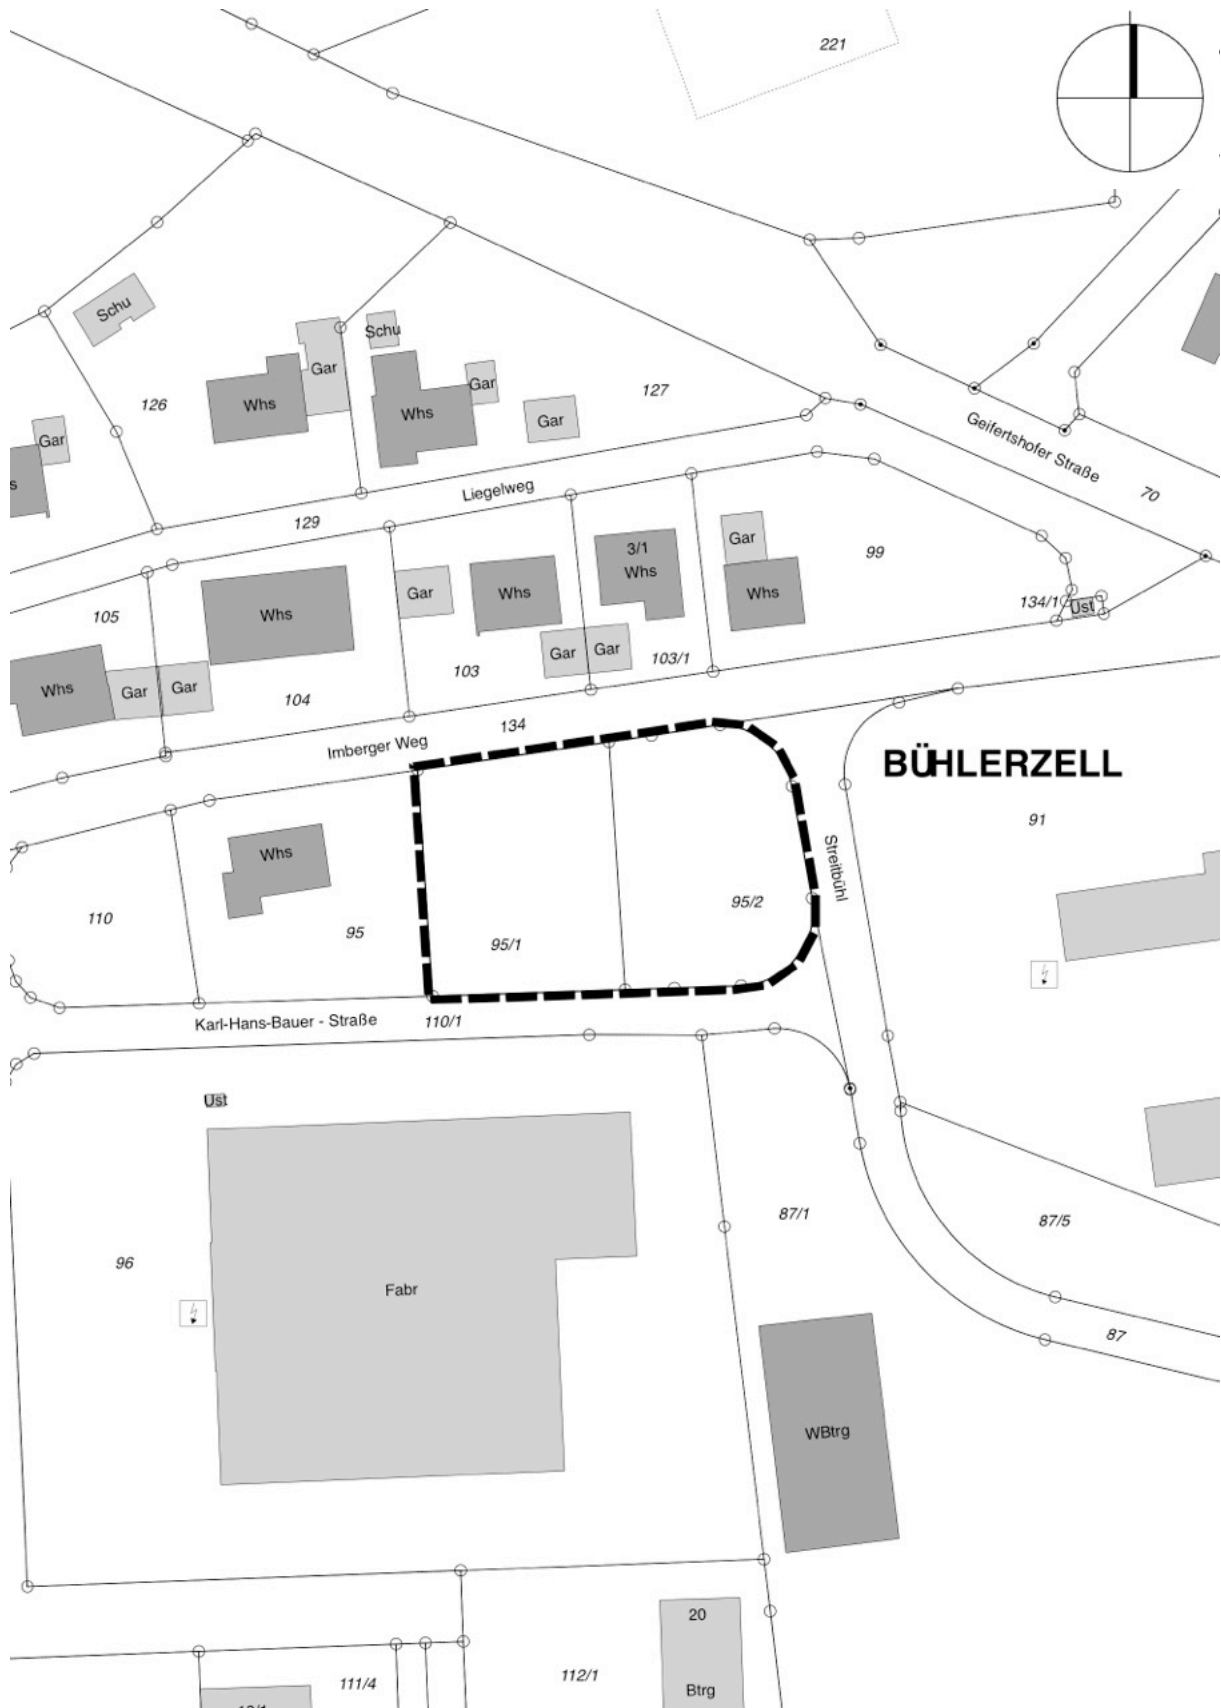 221
Schu
Schu
Gar
Gar
126
Whs
Whs
127
Gar
Gar
Geifertshofer Straße
70
s
Liegelweg
129
3/1
Whs
Gar
99
105
Whs
Gar
Whs
Whs
134/1
Ust
Whs
Gar
Gar
104
103
Gar
Gar
103/1
134
Imberger Weg
BÜHLERZELL
91
Whs
Streitbühl
110
95
95/1
95/2
Karl-Hans-Bauer - Straße
110/1
Ust
87/1
87/5
96
Fabr
87
WBtrg
20
111/4
112/1
Btrg